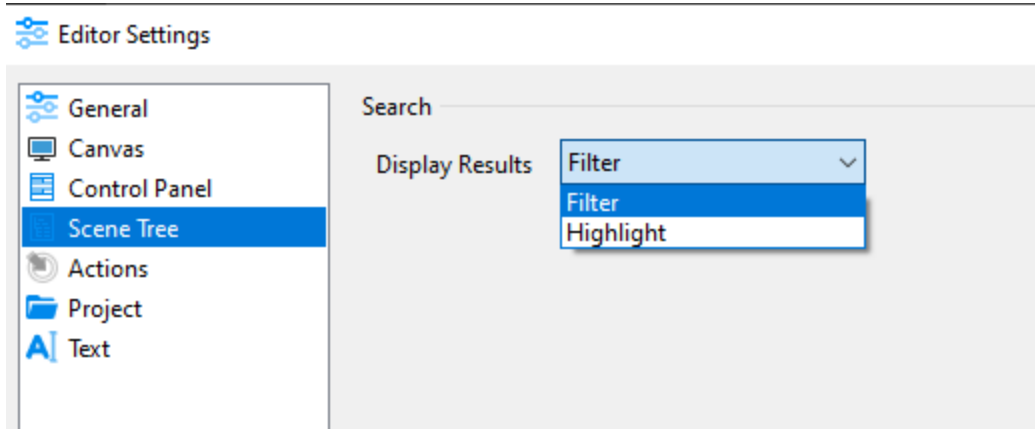 Editor Settings
General
Canvas
Control Panel
Scene Tree
Actions
Project
Text
Search
Display Results
Filter
Filter
Highlight